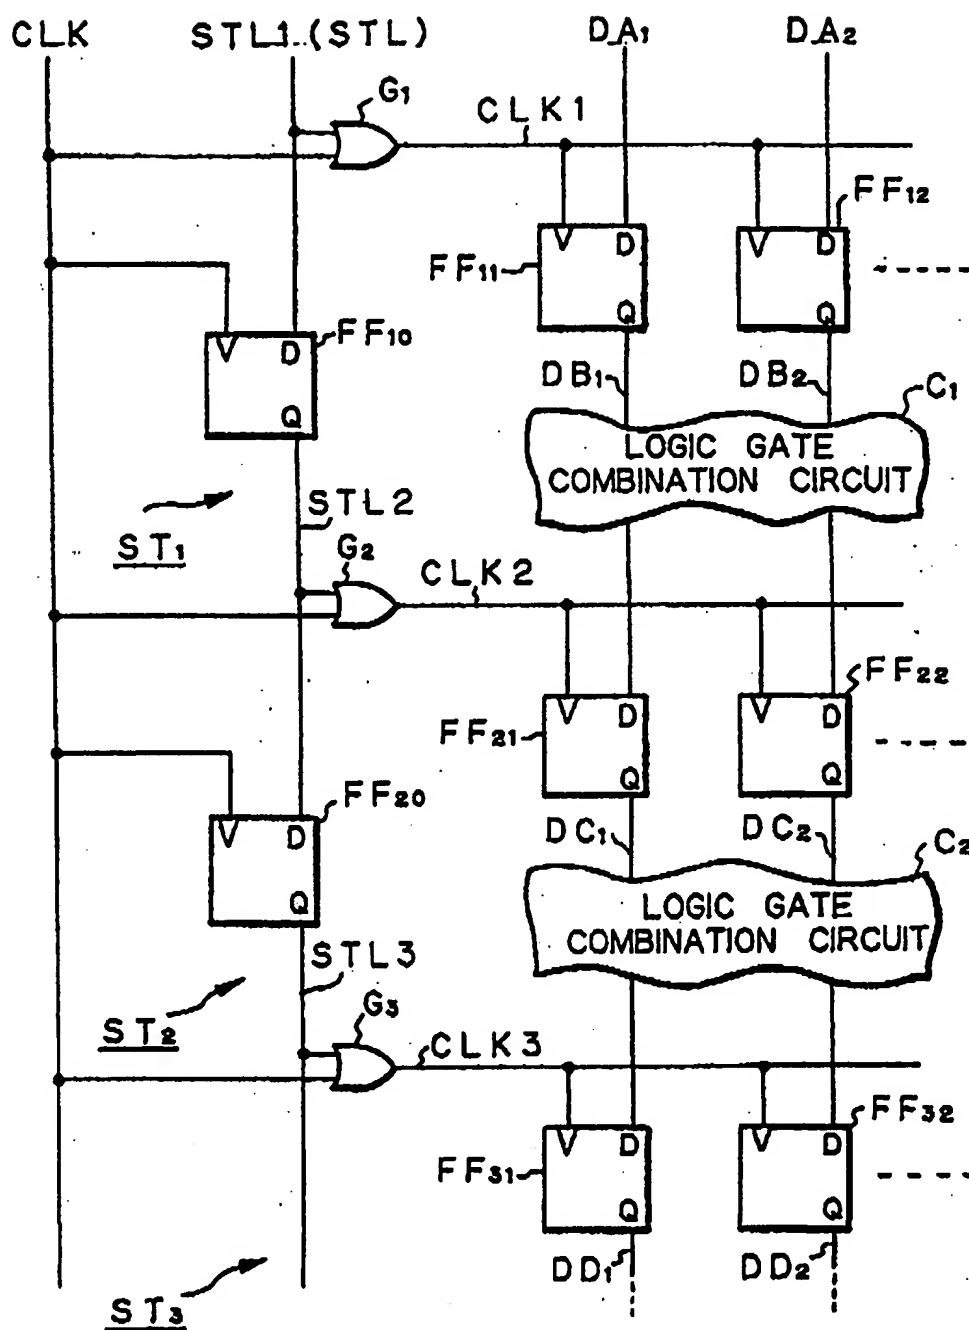 CLK STL1 (STL) DA1 DA2
G1
CLK1
FF12
V D V D
FF11
Q Q
FF10
V D
Q
DB1 DB2
C1
LOGIC GATE
COMBINATION CIRCUIT
ST1
STL2
G2
CLK2
FF22
V D V D
FF21
Q Q
FF20
V D
Q
DC1 DC2
C2
LOGIC GATE
COMBINATION CIRCUIT
ST2
STL3
G3
CLK3
FF32
V D V D
FF31
Q Q
DD1 DD2
ST3